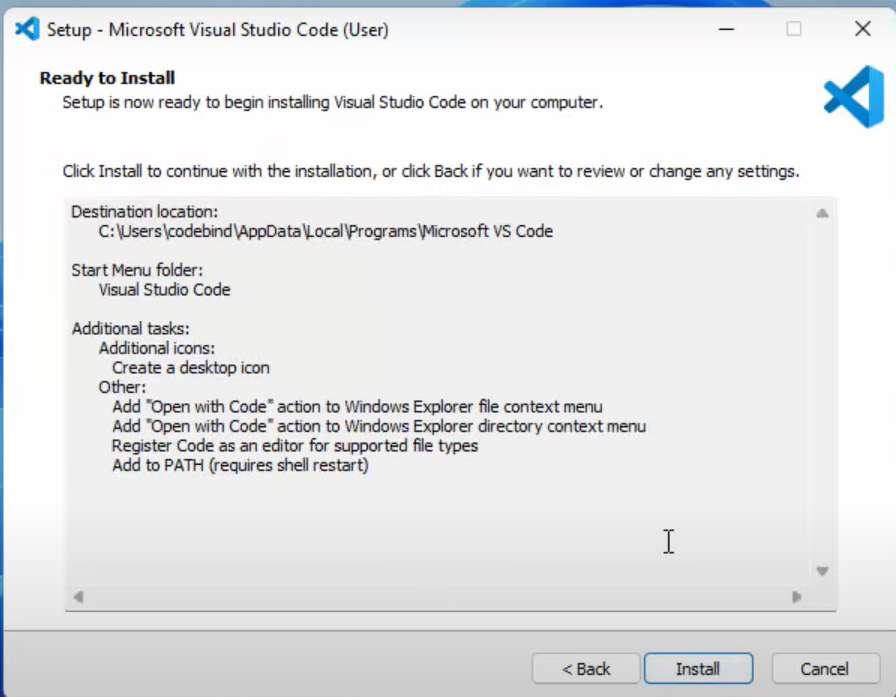 Setup - Microsoft Visual Studio Code (User)
Ready to Install
Setup is now ready to begin installing Visual Studio Code on your computer.
Click Install to continue with the installation, or click Back if you want to review or change any settings.
Destination location:
C:\Users\codebind\AppData\Local\Programs\Microsoft VS Code
Start Menu folder:
Visual Studio Code
Additional tasks:
Additional icons:
Create a desktop icon
Other:
Add "Open with Code" action to Windows Explorer file context menu
Add "Open with Code" action to Windows Explorer directory context menu
Register Code as an editor for supported file types
Add to PATH (requires shell restart)
< Back Install Cancel